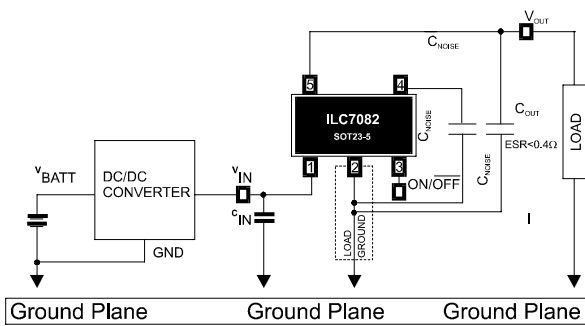 VOUT
CNOISE
5
4
ILC7082
SOT23-5
CNOISE
COUT
ESR<0.4Ω
CNOISE
LOAD
VBATT
DC/DC
CONVERTER
VIN
1
2
3
ON/OFF
CIN
GND
LOAD
GROUND
I
Ground Plane
Ground Plane
Ground Plane